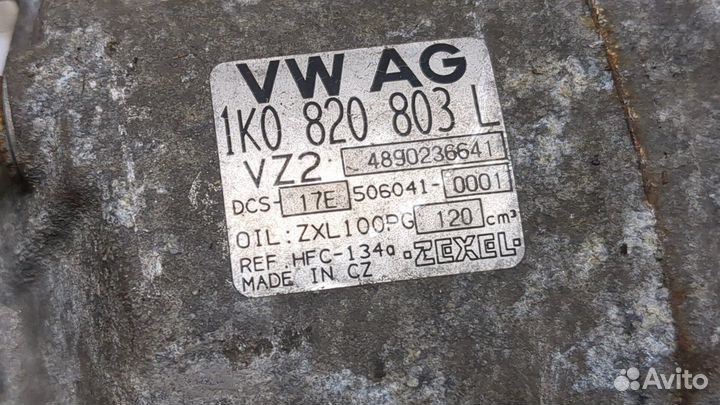 VW AG
1K0 820 803 L
VZ2 4890236641
DCS-17E 506041-0001
OIL: ZXL100PG 120 cm³
REF HFC-134a ZEXEL
MADE IN CZ
Avito